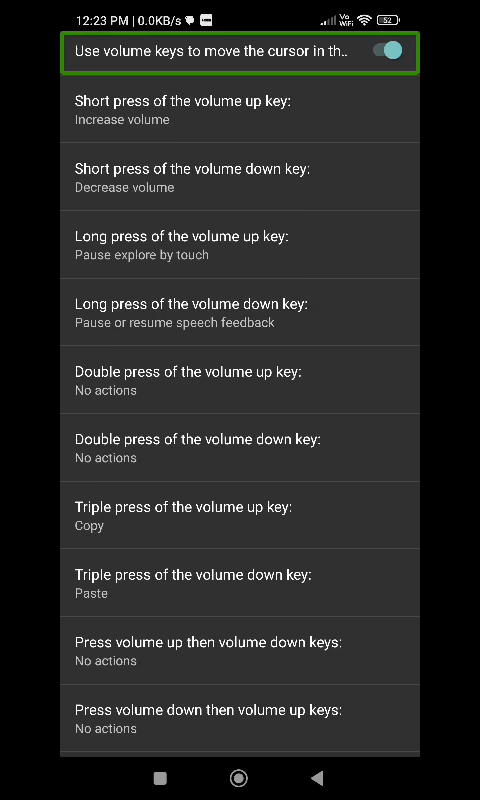 12:23 PM | 0.0KB/s
Vo
WiFi
52
Use volume keys to move the cursor in th..
Short press of the volume up key:
Increase volume
Short press of the volume down key:
Decrease volume
Long press of the volume up key:
Pause explore by touch
Long press of the volume down key:
Pause or resume speech feedback
Double press of the volume up key:
No actions
Double press of the volume down key:
No actions
Triple press of the volume up key:
Copy
Triple press of the volume down key:
Paste
Press volume up then volume down keys:
No actions
Press volume down then volume up keys:
No actions